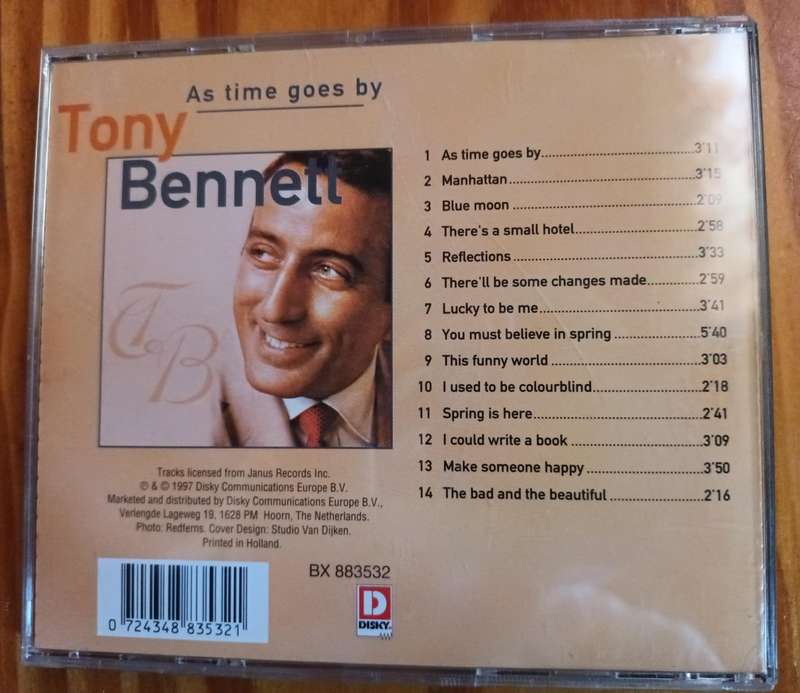 As time goes by
Tony
Bennett
T&B
1 As time goes by 3'11
2 Manhattan 3'15
3 Blue moon 2'09
4 There's a small hotel 2'58
5 Reflections 3'33
6 There'll be some changes made 2'59
7 Lucky to be me 3'41
8 You must believe in spring 5'40
9 This funny world 3'03
10 I used to be colourblind 2'18
11 Spring is here 2'41
12 I could write a book 3'09
13 Make someone happy 3'50
14 The bad and the beautiful 2'16
Tracks licensed from Janus Records Inc.
℗ & © 1997 Disky Communications Europe B.V.
Marketed and distributed by Disky Communications Europe B.V.,
Verlengde Lageweg 19, 1628 PM Hoorn, The Netherlands.
Photo: Redferns. Cover Design: Studio Van Dijken.
Printed in Holland.
BX 883532
D
DISKY
0 724348 835321